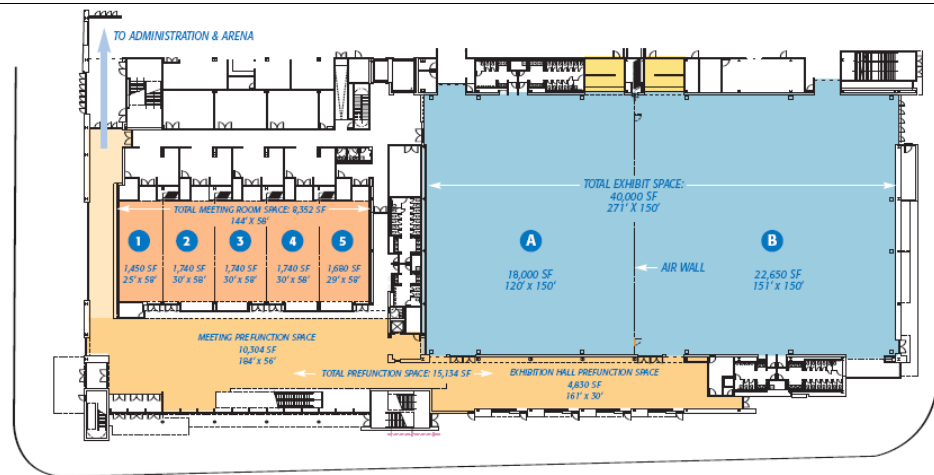 TO ADMINISTRATION & ARENA
TOTAL EXHIBIT SPACE:
40,000 SF
271' X 150'
TOTAL MEETING ROOM SPACE: 8,352 SF
144' X 58'
1
2
3
4
5
A
B
1,450 SF
25' x 58'
1,740 SF
30' x 58'
1,740 SF
30' x 58'
1,740 SF
30' x 58'
1,680 SF
29' x 58'
18,000 SF
120' x 150'
AIR WALL
22,650 SF
151' x 150'
MEETING PREFUNCTION SPACE
10,304 SF
184' x 56'
TOTAL PREFUNCTION SPACE: 15,134 SF
EXHIBITION HALL PREFUNCTION SPACE
4,830 SF
161' x 30'